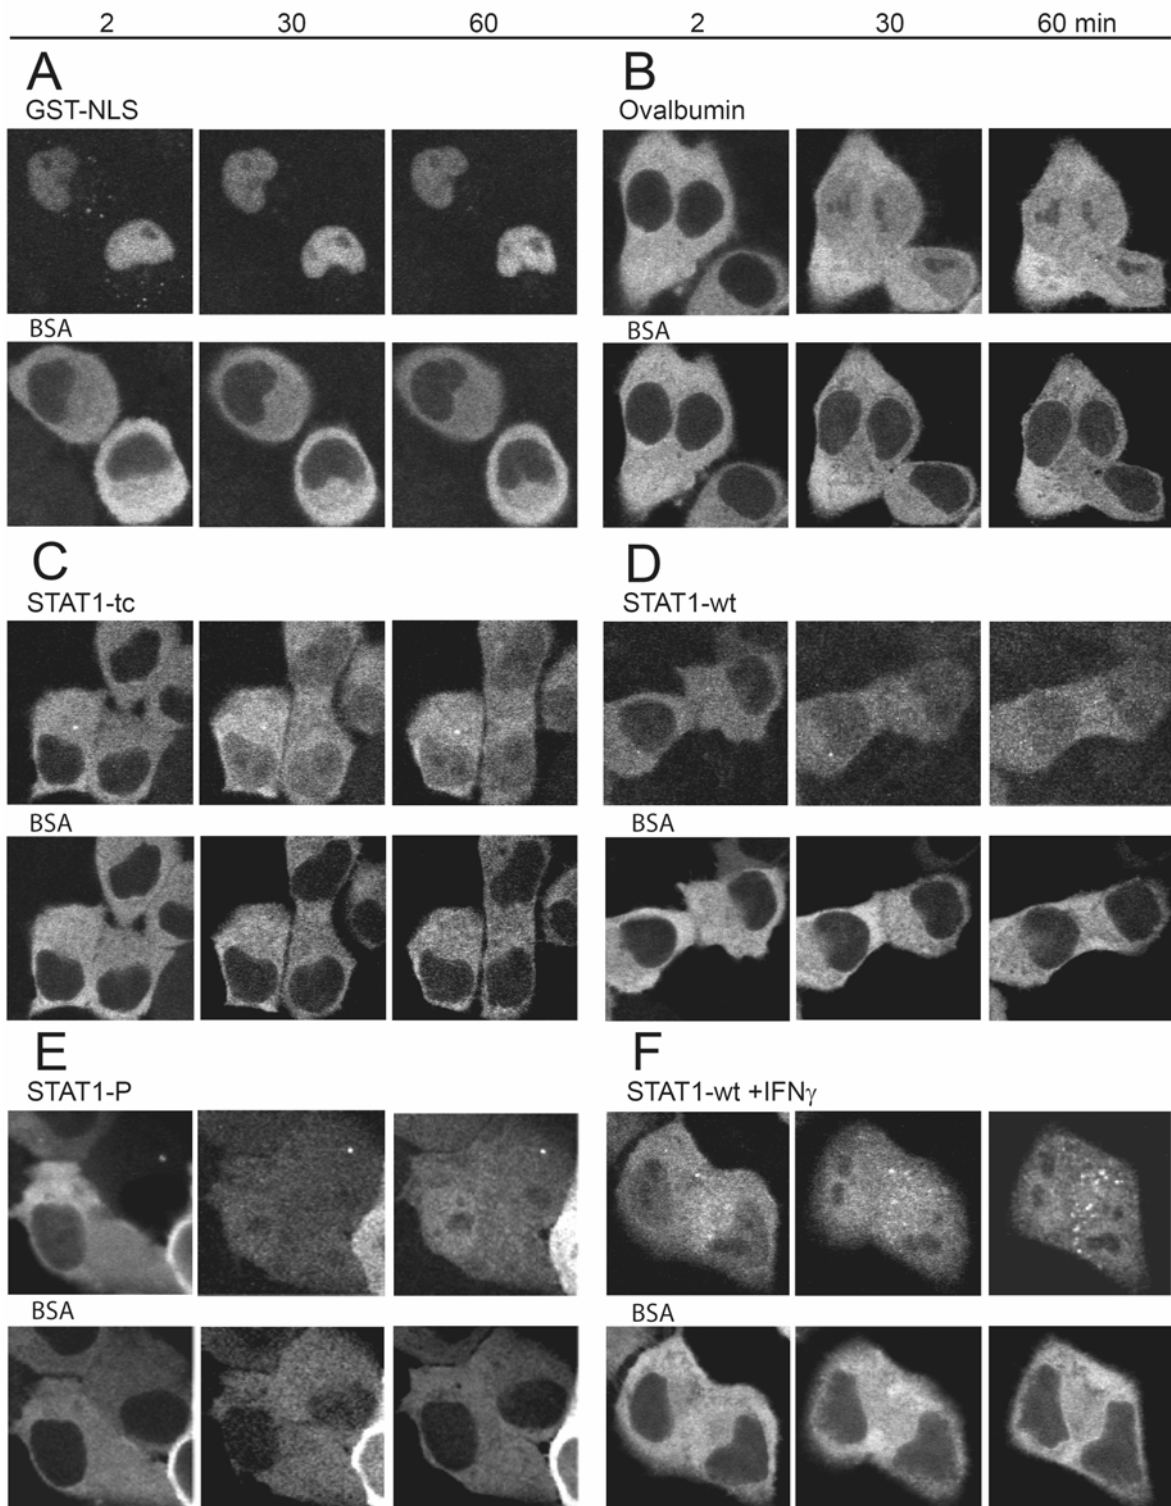 2 30 60 2 30 60 min
A B
GST-NLS Ovalbumin
BSA BSA
C D
STAT1-tc STAT1-wt
BSA BSA
E F
STAT1-P STAT1-wt +IFNγ
BSA BSA